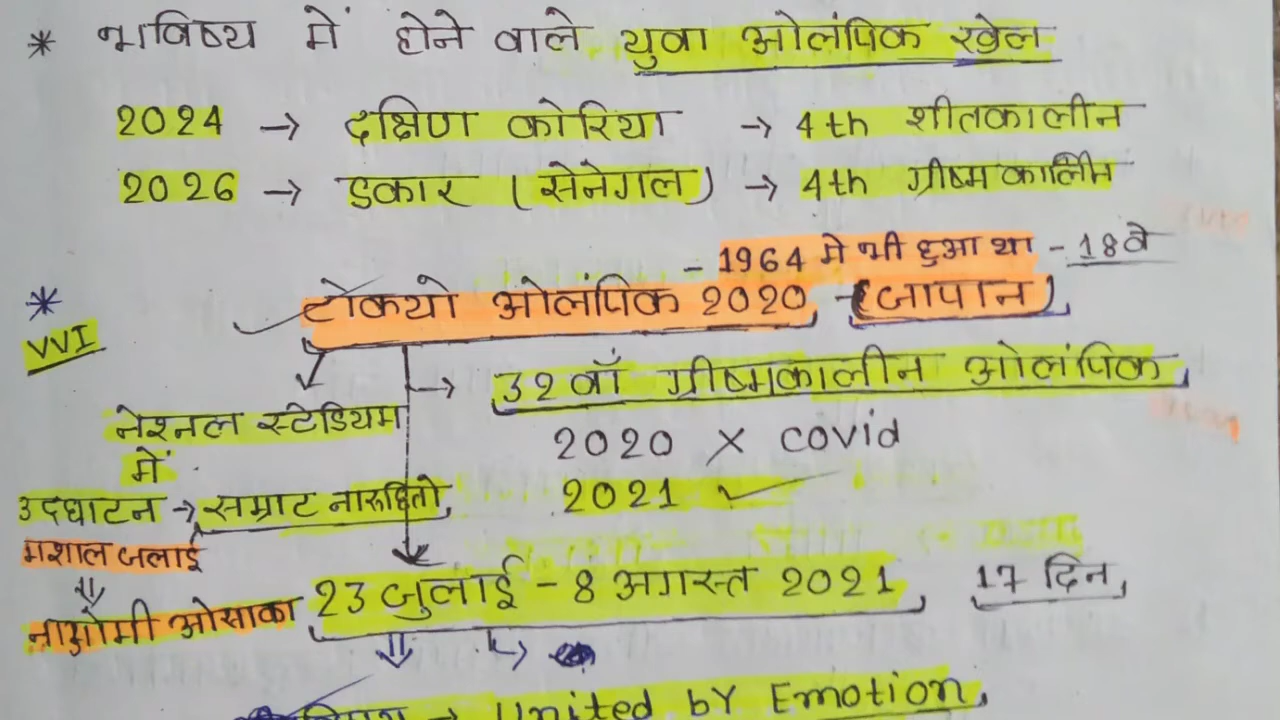 * भविष्य में होने वाले युवा ओलंपिक खेल
2024 → दक्षिण कोरिया → 4th शीतकालीन
2026 → डकार (सेनेगल) → 4th ग्रीष्मकालिन
- 1964 मे भी हुआ था - 18वे
* टोक्यो ओलंपिक 2020 - (जापान)
VVI
→ 32वाँ ग्रीष्मकालीन ओलंपिक
नेशनल स्टेडियम
2020 × covid
में
2021 ✓
उदघाटन → सम्राट नारूहितो
मशाल जलाई
23 जुलाई - 8 अगस्त 2021 17 दिन
नाओमी ओसाका
→ United by Emotion